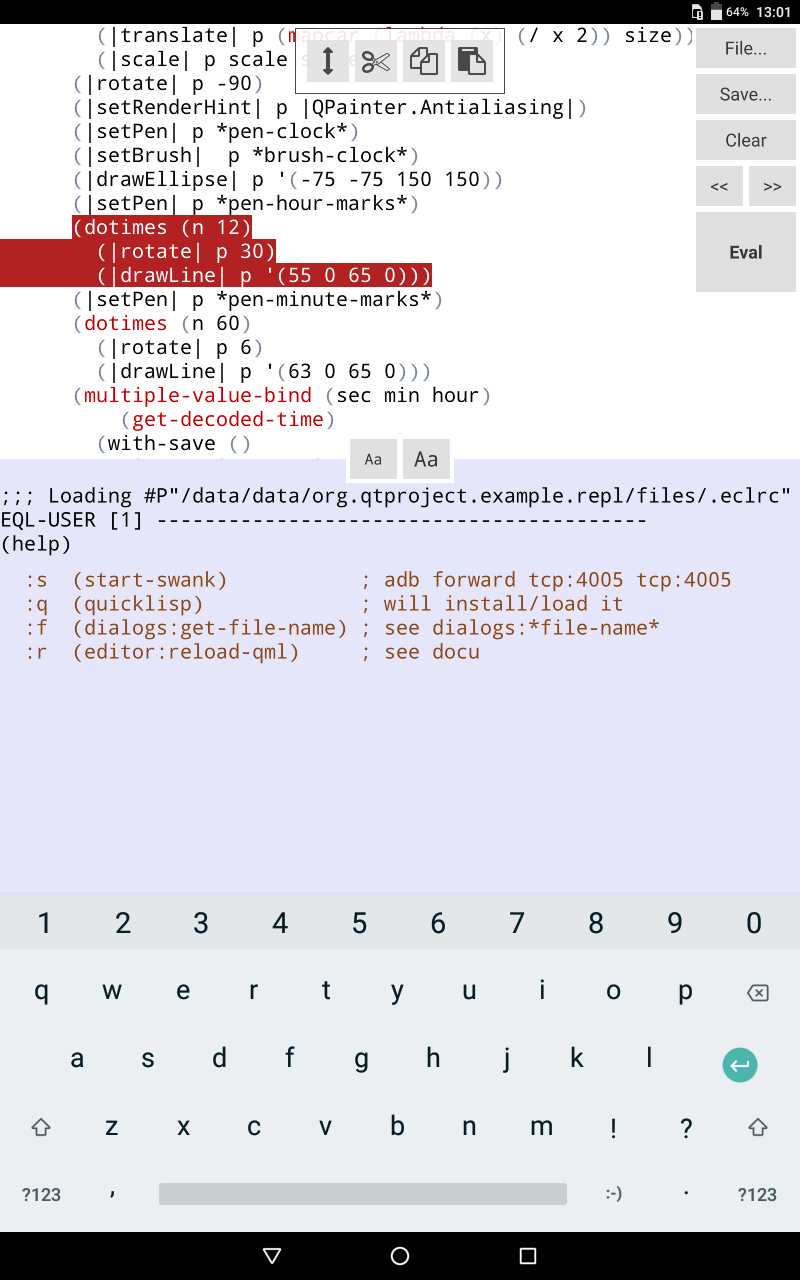 64% 13:01
(|translate| p (mapcar (lambda (x) (/ x 2)) size))
(|scale| p scale
(|rotate| p -90)
(|setRenderHint| p |QPainter.Antialiasing|)
(|setPen| p *pen-clock*)
(|setBrush|  p *brush-clock*)
(|drawEllipse| p '(-75 -75 150 150))
(|setPen| p *pen-hour-marks*)
(dotimes (n 12)
(|rotate| p 30)
(|drawLine| p '(55 0 65 0)))
(|setPen| p *pen-minute-marks*)
(dotimes (n 60)
(|rotate| p 6)
(|drawLine| p '(63 0 65 0)))
(multiple-value-bind (sec min hour)
(get-decoded-time)
(with-save ()
File...
Save...
Clear
<< >>
Eval
Aa Aa
;;; Loading #P"/data/data/org.qtproject.example.repl/files/.eclrc"
EQL-USER [1] -----------------------------------------
(help)
:s  (start-swank)           ; adb forward tcp:4005 tcp:4005
:q  (quicklisp)             ; will install/load it
:f  (dialogs:get-file-name) ; see dialogs:*file-name*
:r  (editor:reload-qml)     ; see docu
1 2 3 4 5 6 7 8 9 0
q w e r t y u i o p
a s d f g h j k l
z x c v b n m ! ?
?123 , :-) . ?123